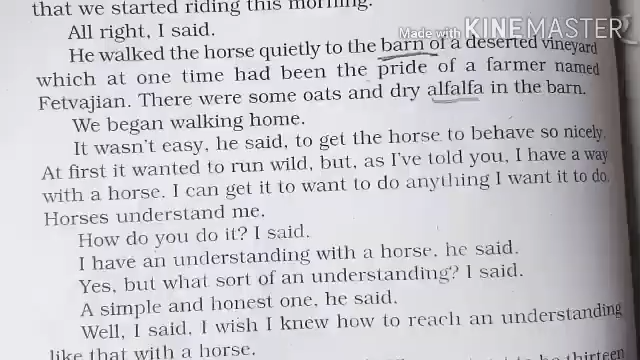 that we started riding this morning.
All right, I said.
He walked the horse quietly to the barn of a deserted vineyard
which at one time had been the pride of a farmer named
Fetvajian. There were some oats and dry alfalfa in the barn.
We began walking home.
It wasn't easy, he said, to get the horse to behave so nicely.
At first it wanted to run wild, but, as I've told you, I have a way
with a horse. I can get it to want to do anything I want it to do.
Horses understand me.
How do you do it? I said.
I have an understanding with a horse, he said.
Yes, but what sort of an understanding? I said.
A simple and honest one, he said.
Well, I said, I wish I knew how to reach an understanding
like that with a horse.
to be thirteen
Made with KINEMASTER